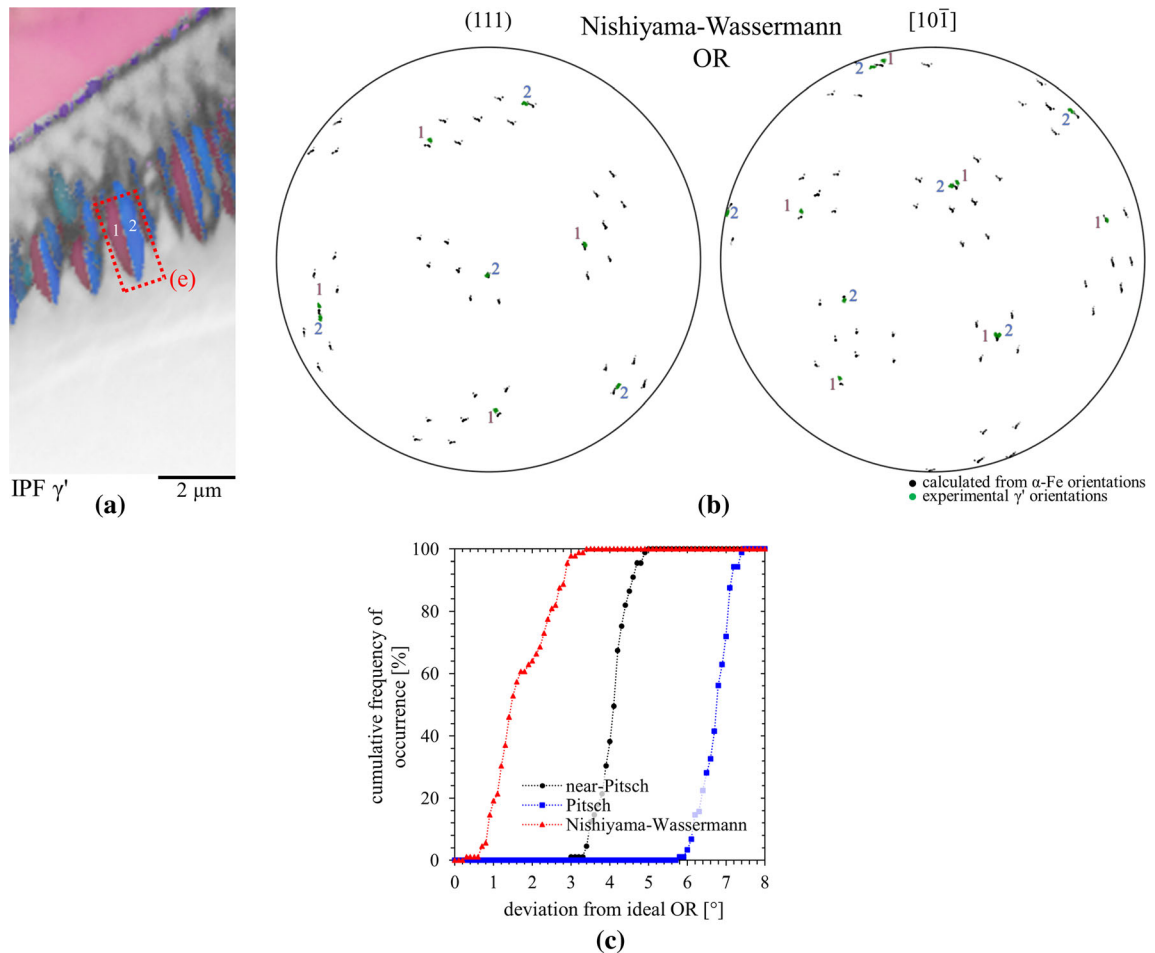 1
2
(e)
IPF γ'
2 μm
(a)
(111)
Nishiyama-Wassermann
OR
[101̅]
2
1
1
2
1
2
2
1
1
2
2
1
2
2
1
1
2
1
2
1
calculated from α-Fe orientations
experimental γ' orientations
(b)
cumulative frequency of
occurrence [%]
100
80
60
40
20
0
near-Pitsch
Pitsch
Nishiyama-Wassermann
0 1 2 3 4 5 6 7 8
deviation from ideal OR [°]
(c)